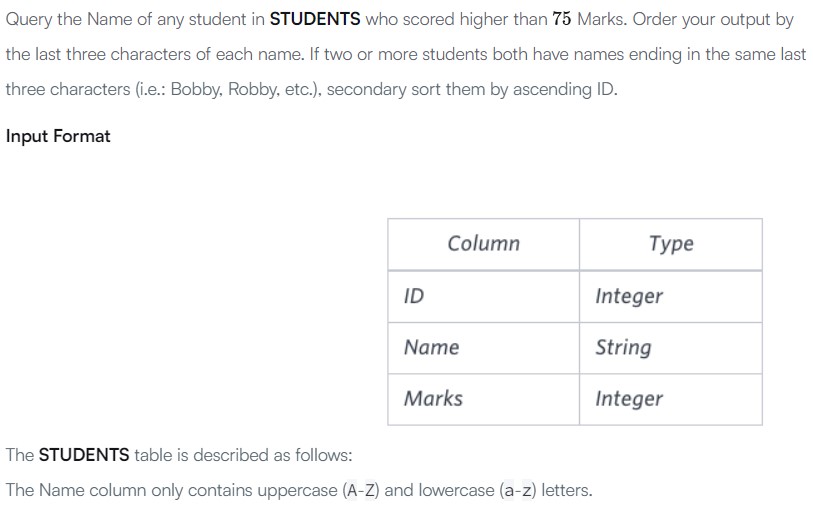 Query the Name of any student in STUDENTS who scored higher than 75 Marks. Order your output by
the last three characters of each name. If two or more students both have names ending in the same last
three characters (i.e.: Bobby, Robby, etc.), secondary sort them by ascending ID.
Input Format
Column Type
ID Integer
Name String
Marks Integer
The STUDENTS table is described as follows:
The Name column only contains uppercase (A-Z) and lowercase (a-z) letters.